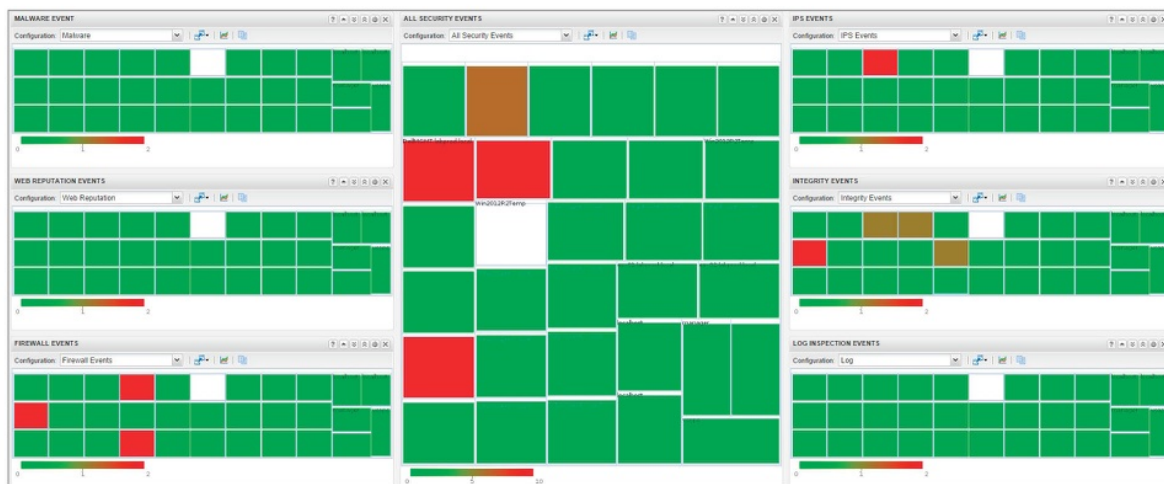 MALWARE EVENT
Configuration: Malware
0 1 2
WEB REPUTATION EVENTS
Configuration: Web Reputation
0 1 2
FIREWALL EVENTS
Configuration: Firewall Events
0 1 2
ALL SECURITY EVENTS
Configuration: All Security Events
Win2012R2Temp
Win2012R2Temp
manager
0 5 10
IPS EVENTS
Configuration: IPS Events
0 1 2
INTEGRITY EVENTS
Configuration: Integrity Events
0 1 2
LOG INSPECTION EVENTS
Configuration: Log
0 1 2